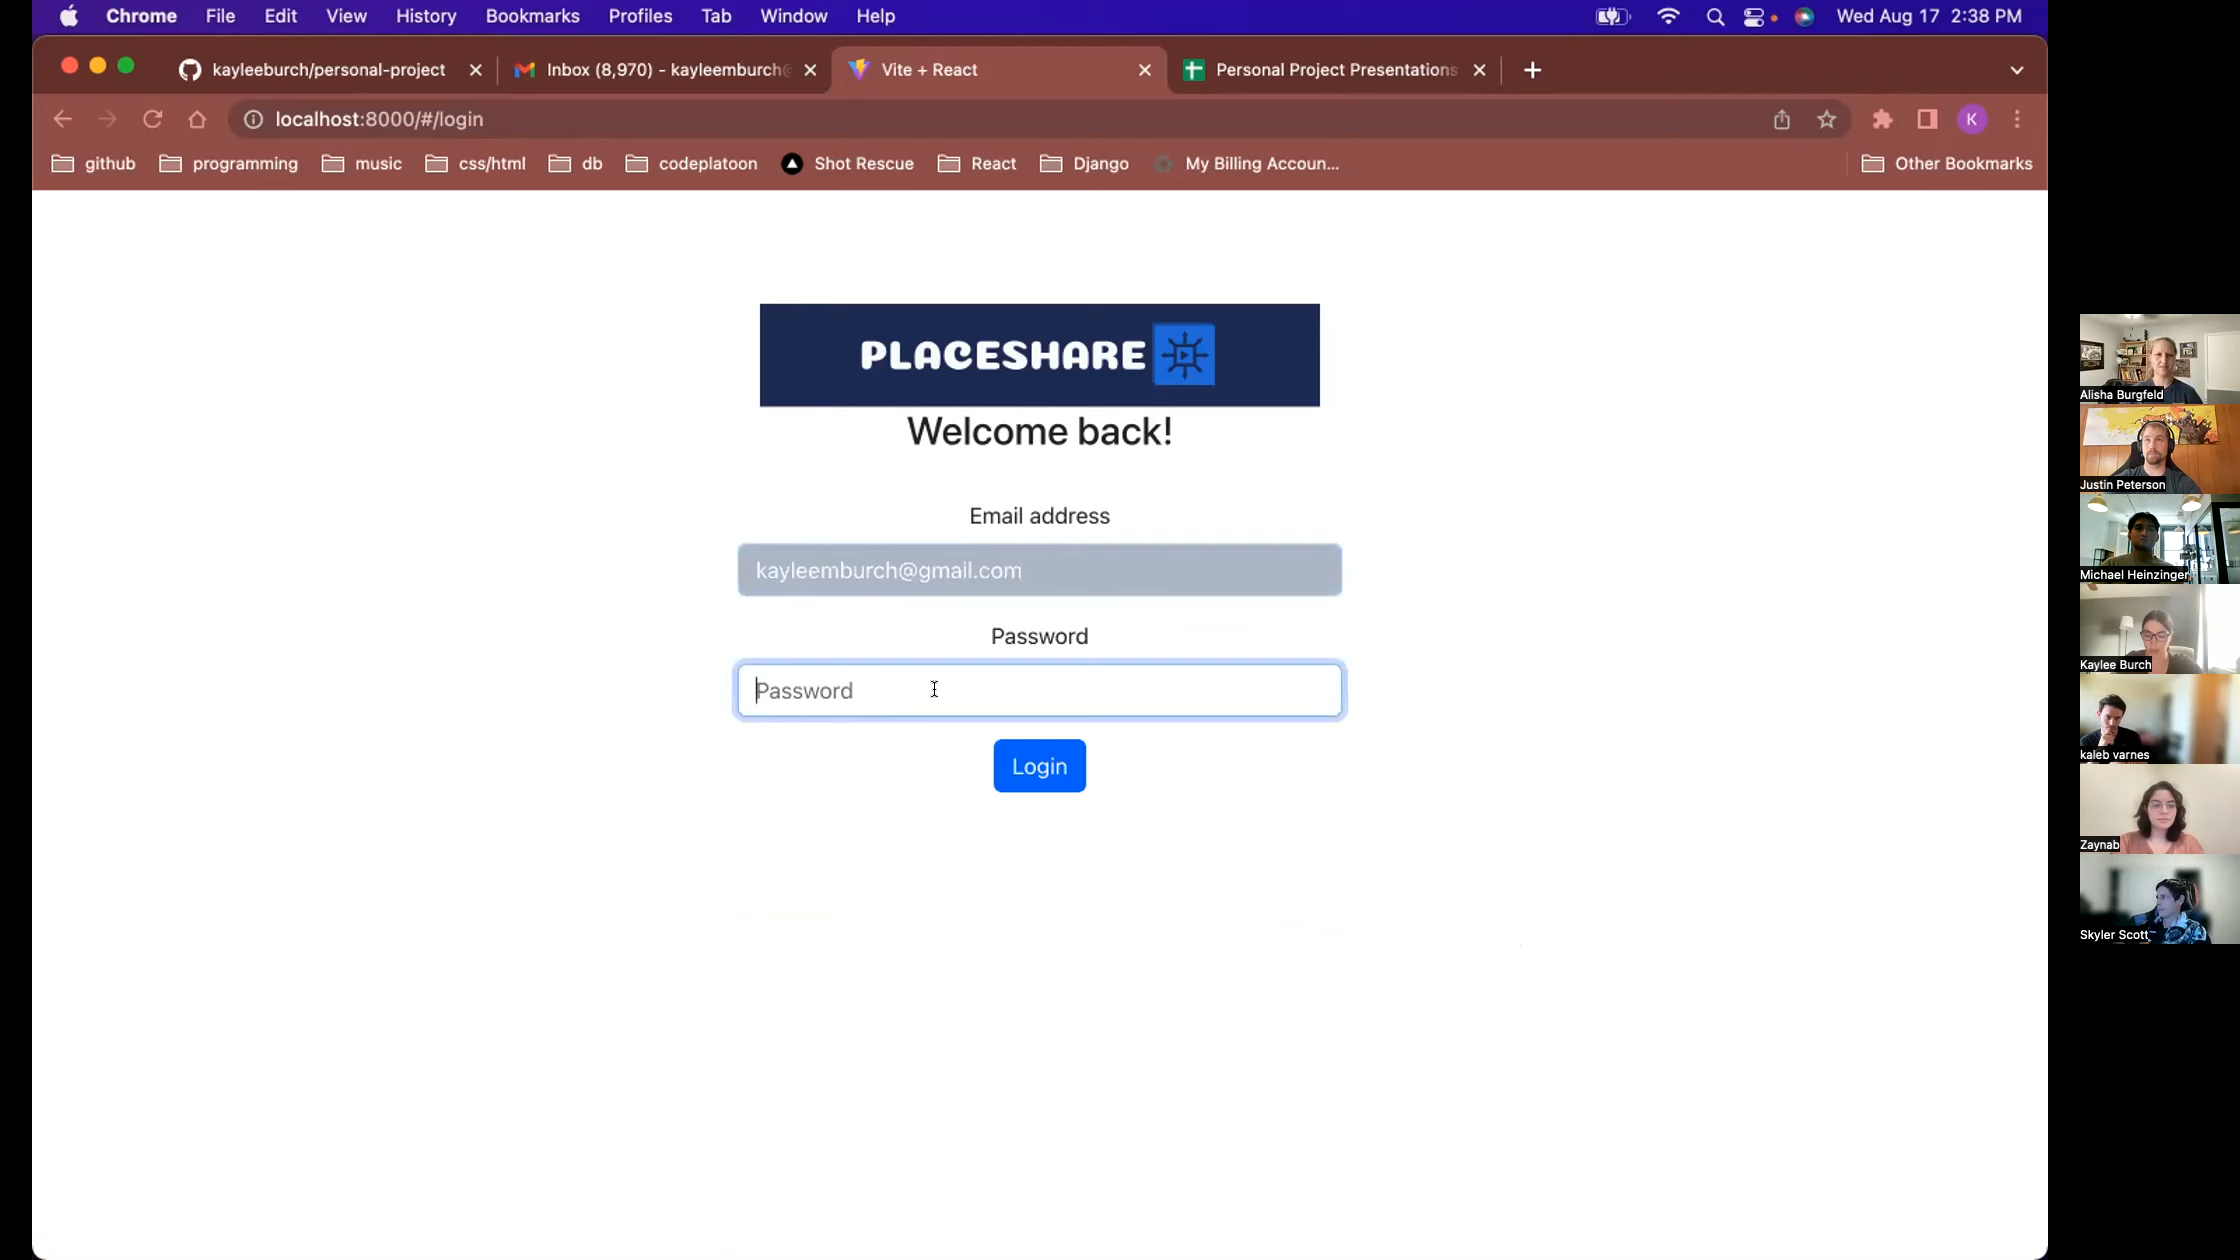 Chrome File Edit View History Bookmarks Profiles Tab Window Help Wed Aug 17 2:38 PM
kayleeburch/personal-project Inbox (8,970) - kayleemburch@ Vite + React Personal Project Presentations
localhost:8000/#/login K
github programming music css/html db codeplatoon Shot Rescue React Django My Billing Accoun... Other Bookmarks
PLACESHARE
Welcome back!
Email address
kayleemburch@gmail.com
Password
Password
Login
Alisha Burgfeld
Justin Peterson
Michael Heinzinger
Kaylee Burch
kaleb varnes
Zaynab
Skyler Scott